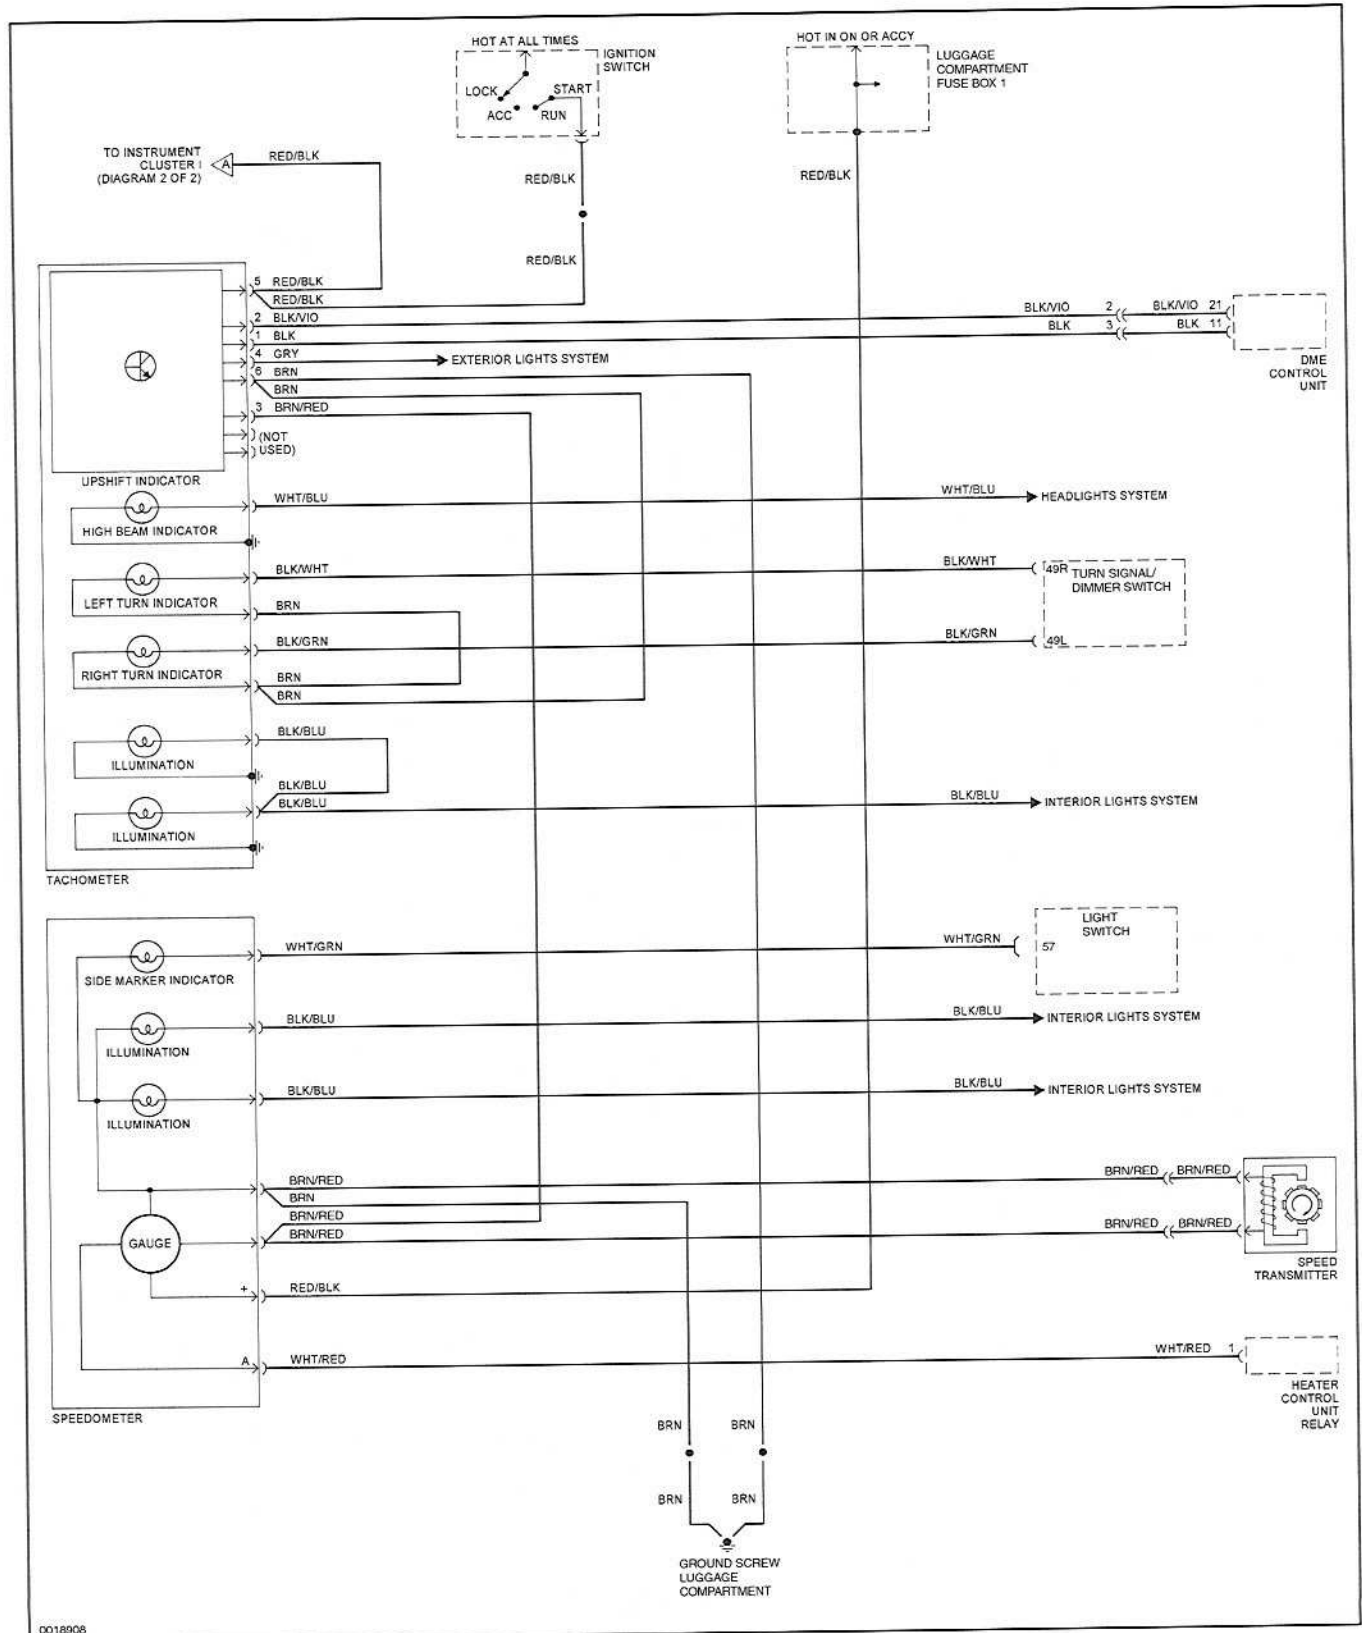 HOT AT ALL TIMES
IGNITION
SWITCH
LOCK
START
ACC
RUN
HOT IN ON OR ACCY
LUGGAGE
COMPARTMENT
FUSE BOX 1
TO INSTRUMENT
CLUSTER I
(DIAGRAM 2 OF 2)
A
RED/BLK
RED/BLK
RED/BLK
RED/BLK
5 RED/BLK
RED/BLK
2 BLK/VIO
1 BLK
4 GRY
EXTERIOR LIGHTS SYSTEM
6 BRN
BRN
3 BRN/RED
(NOT
USED)
BLK/VIO 2 BLK/VIO 21
BLK 3 BLK 11
DME
CONTROL
UNIT
UPSHIFT INDICATOR
WHT/BLU
WHT/BLU
HEADLIGHTS SYSTEM
HIGH BEAM INDICATOR
BLK/WHT
BLK/WHT
49R
TURN SIGNAL/
DIMMER SWITCH
LEFT TURN INDICATOR
BRN
BLK/GRN
BLK/GRN
49L
RIGHT TURN INDICATOR
BRN
BRN
BLK/BLU
ILLUMINATION
BLK/BLU
BLK/BLU
BLK/BLU
INTERIOR LIGHTS SYSTEM
ILLUMINATION
TACHOMETER
WHT/GRN
WHT/GRN
57
LIGHT
SWITCH
SIDE MARKER INDICATOR
BLK/BLU
BLK/BLU
INTERIOR LIGHTS SYSTEM
ILLUMINATION
BLK/BLU
BLK/BLU
INTERIOR LIGHTS SYSTEM
ILLUMINATION
BRN/RED
BRN
BRN/RED
BRN/RED
BRN/RED BRN/RED
BRN/RED BRN/RED
SPEED
TRANSMITTER
GAUGE
+ RED/BLK
A WHT/RED
WHT/RED 1
HEATER
CONTROL
UNIT
RELAY
SPEEDOMETER
BRN BRN
BRN BRN
GROUND SCREW
LUGGAGE
COMPARTMENT
0018908